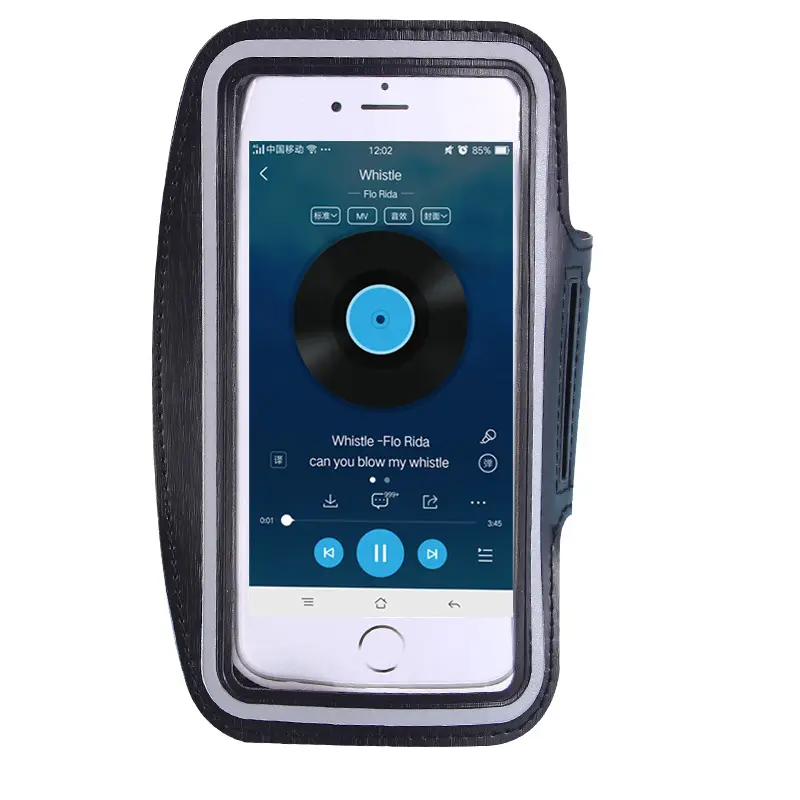 中国移动 12:02 85%
Whistle
Flo Rida
标准 MV 音效 封面
Whistle -Flo Rida
译 can you blow my whistle 弹
999+
0:01 3:45